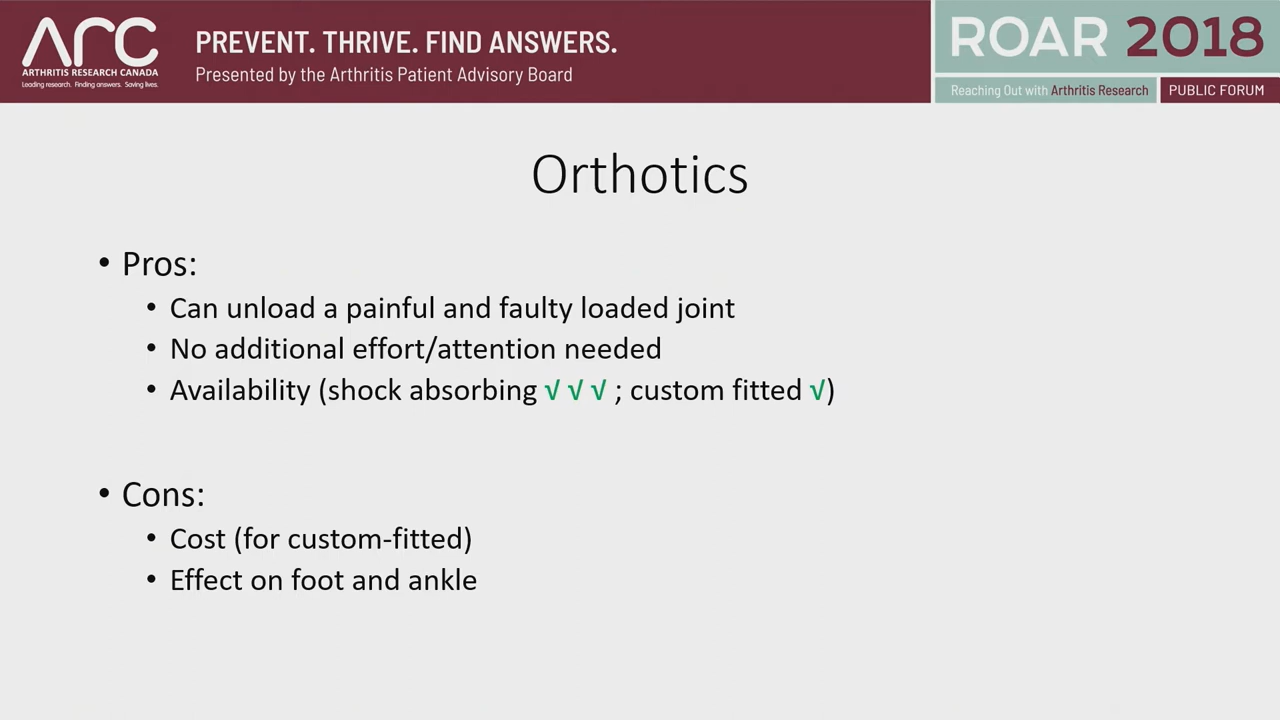 ARC
ARTHRITIS RESEARCH CANADA
Leading research. Finding answers. Saving lives.
PREVENT. THRIVE. FIND ANSWERS.
Presented by the Arthritis Patient Advisory Board
ROAR 2018
Reaching Out with Arthritis Research
PUBLIC FORUM
Orthotics
• Pros:
• Can unload a painful and faulty loaded joint
• No additional effort/attention needed
• Availability (shock absorbing √ √ √ ; custom fitted √)
• Cons:
• Cost (for custom-fitted)
• Effect on foot and ankle